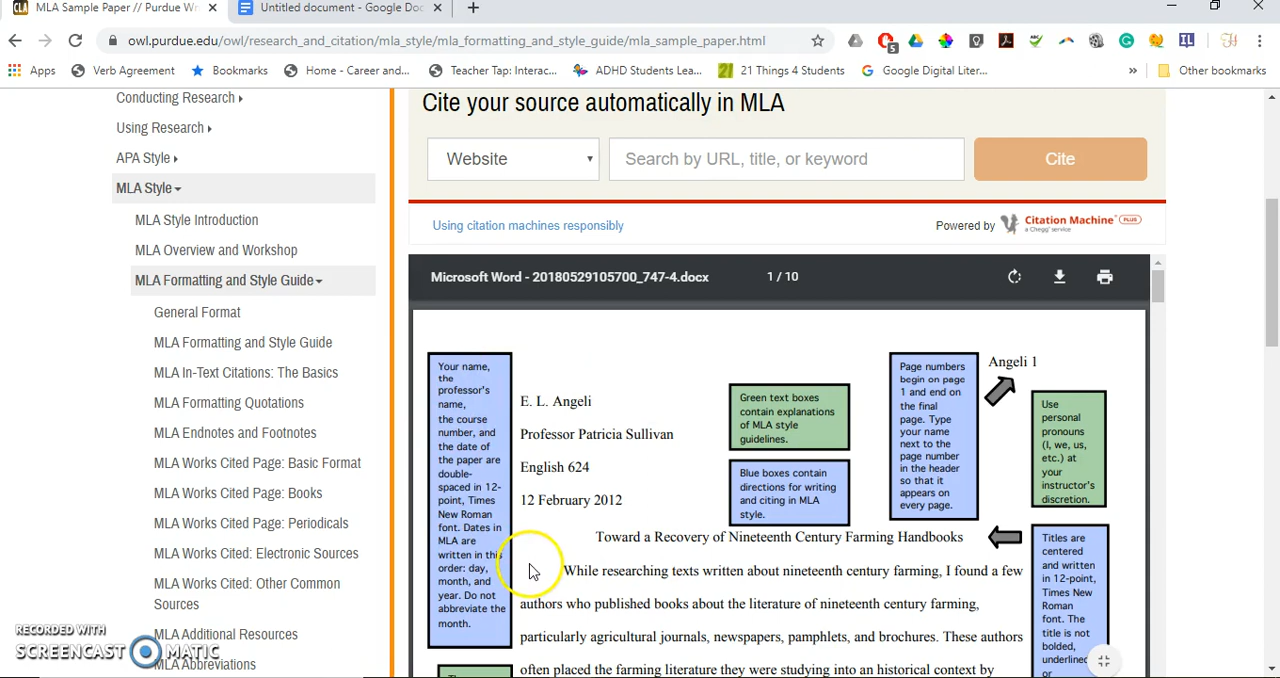 CLA MLA Sample Paper // Purdue Wr
Untitled document - Google Doc
owl.purdue.edu/owl/research_and_citation/mla_style/mla_formatting_and_style_guide/mla_sample_paper.html
5
ABC
IL
Apps
Verb Agreement
Bookmarks
Home - Career and...
Teacher Tap: Interac...
ADHD Students Lea...
21 21 Things 4 Students
Google Digital Liter...
»
Other bookmarks
Conducting Research
Using Research
APA Style
MLA Style
MLA Style Introduction
MLA Overview and Workshop
MLA Formatting and Style Guide
General Format
MLA Formatting and Style Guide
MLA In-Text Citations: The Basics
MLA Formatting Quotations
MLA Endnotes and Footnotes
MLA Works Cited Page: Basic Format
MLA Works Cited Page: Books
MLA Works Cited Page: Periodicals
MLA Works Cited: Electronic Sources
MLA Works Cited: Other Common
Sources
MLA Additional Resources
MLA Abbreviations
RECORDED WITH
SCREENCAST MATIC
Cite your source automatically in MLA
Website
Search by URL, title, or keyword
Cite
Using citation machines responsibly
Powered by
Citation Machine PLUS
a Chegg service
Microsoft Word - 20180529105700_747-4.docx
1 / 10
Your name,
the
professor's
name,
the course
number, and
the date of
the paper are
double-
spaced in 12-
point, Times
New Roman
font. Dates in
MLA are
written in this
order: day,
month, and
year. Do not
abbreviate the
month.
E. L. Angeli
Professor Patricia Sullivan
English 624
12 February 2012
Green text boxes
contain explanations
of MLA style
guidelines.
Blue boxes contain
directions for writing
and citing in MLA
style.
Page numbers
begin on page
1 and end on
the final
page. Type
your name
next to the
page number
in the header
so that it
appears on
every page.
Angeli 1
Use
personal
pronouns
(I, we, us,
etc.) at
your
instructor's
discretion.
Toward a Recovery of Nineteenth Century Farming Handbooks
While researching texts written about nineteenth century farming, I found a few
authors who published books about the literature of nineteenth century farming,
particularly agricultural journals, newspapers, pamphlets, and brochures. These authors
often placed the farming literature they were studying into an historical context by
Titles are
centered
and written
in 12-point,
Times New
Roman
font. The
title is not
bolded,
underlined
or